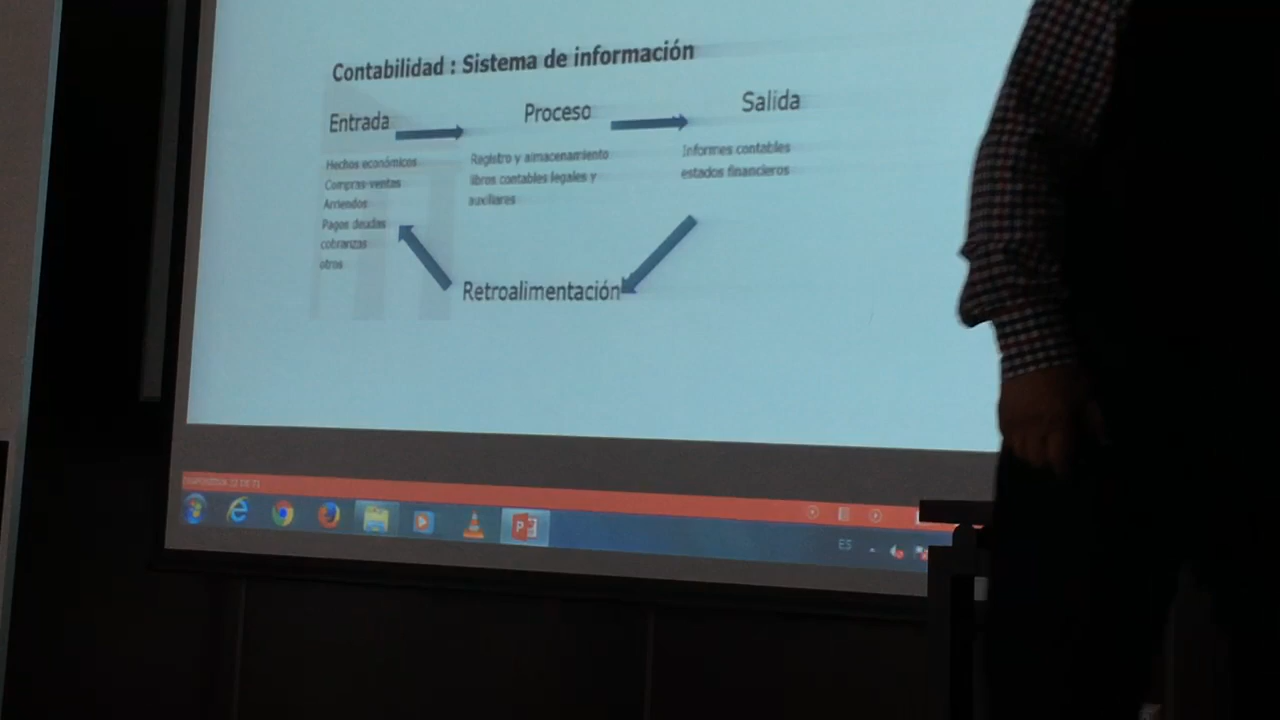 Contabilidad : Sistema de información
Entrada
Proceso
Salida
Hechos económicos
Compras-ventas
Arriendos
Pagos deudas
cobranzas
otros
Registro y almacenamiento
libros contables legales y
auxiliares
Informes contables
estados financieros
Retroalimentación
ES